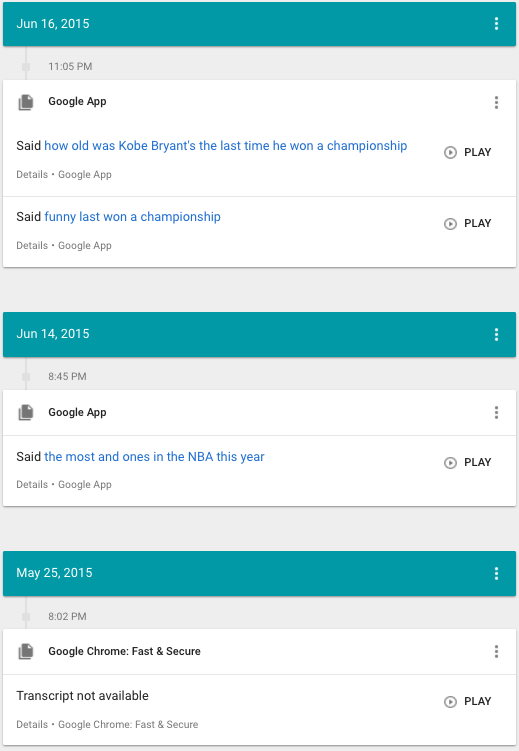 Jun 16, 2015
11:05 PM
Google App
Said how old was Kobe Bryant's the last time he won a championship
PLAY
Details • Google App
Said funny last won a championship
PLAY
Details • Google App
Jun 14, 2015
8:45 PM
Google App
Said the most and ones in the NBA this year
PLAY
Details • Google App
May 25, 2015
8:02 PM
Google Chrome: Fast & Secure
Transcript not available
PLAY
Details • Google Chrome: Fast & Secure